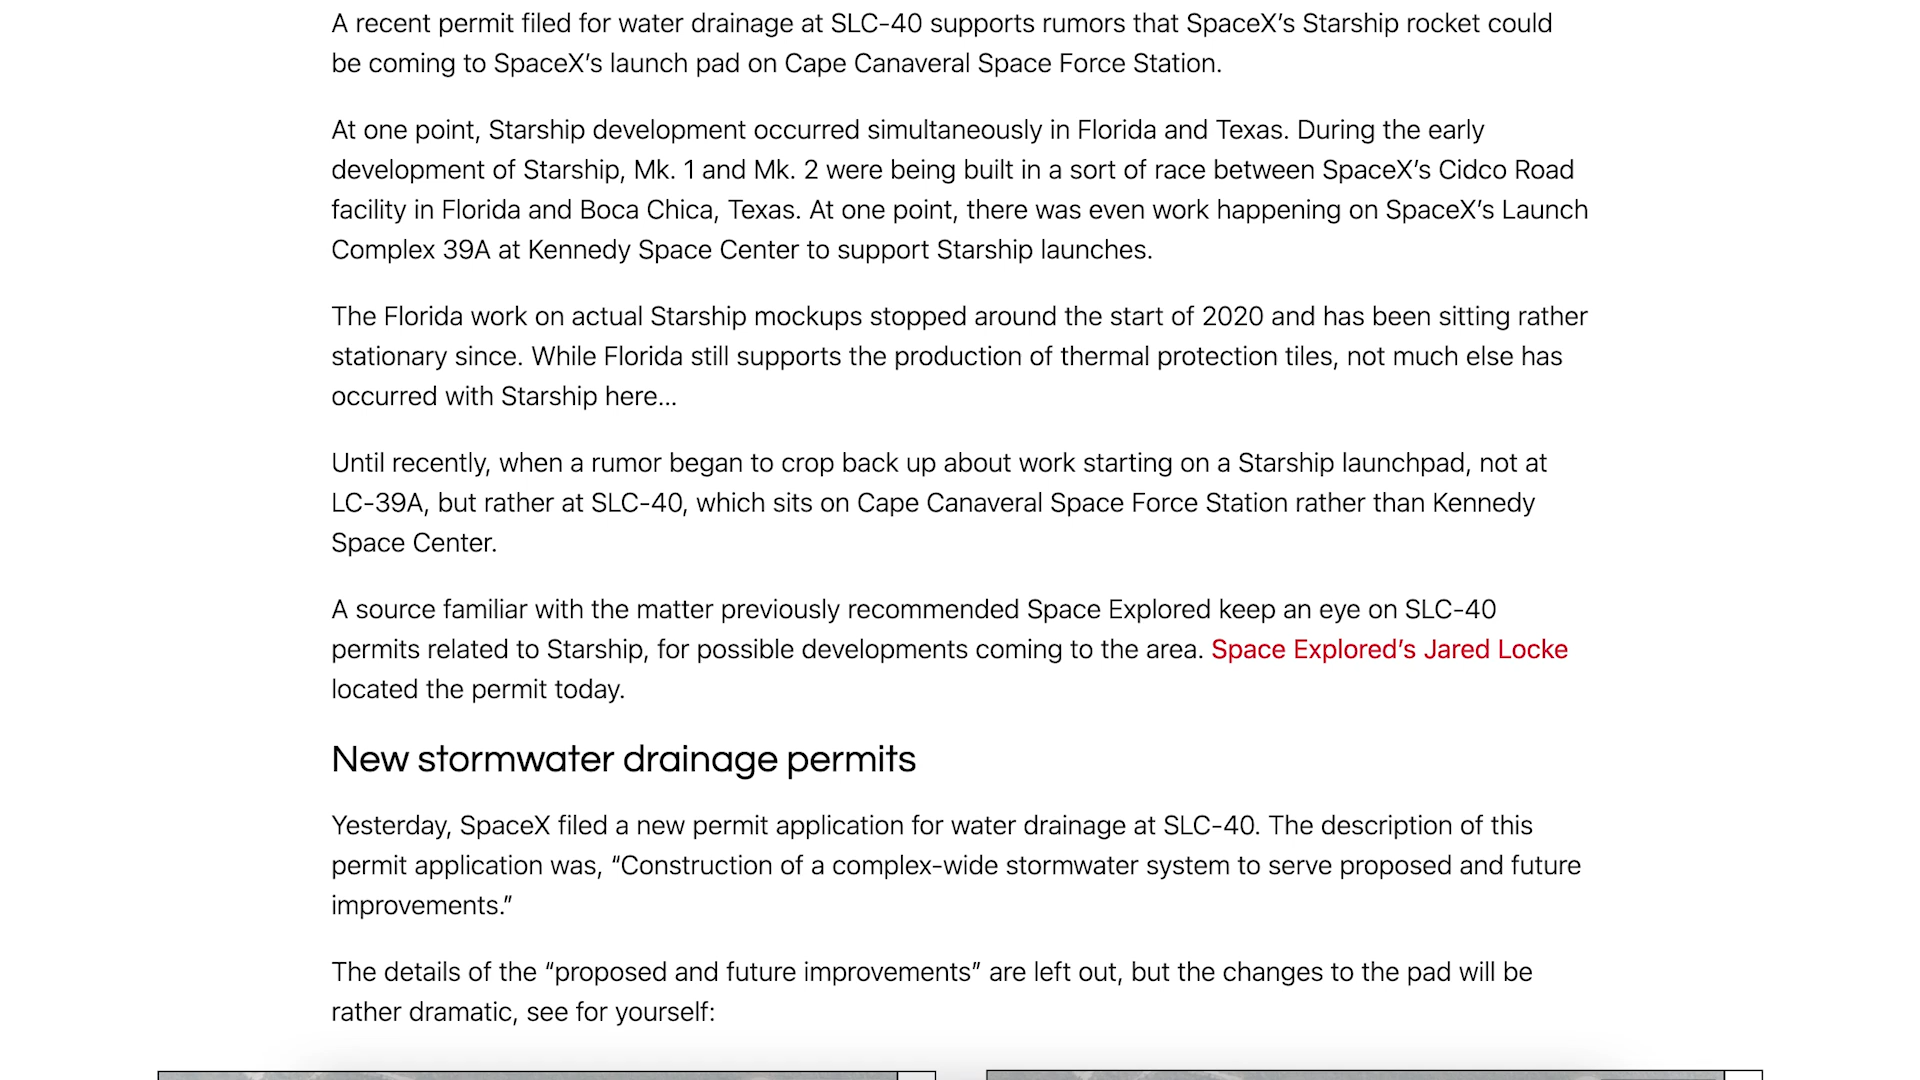 A recent permit filed for water drainage at SLC-40 supports rumors that SpaceX’s Starship rocket could
be coming to SpaceX’s launch pad on Cape Canaveral Space Force Station.
At one point, Starship development occurred simultaneously in Florida and Texas. During the early
development of Starship, Mk. 1 and Mk. 2 were being built in a sort of race between SpaceX’s Cidco Road
facility in Florida and Boca Chica, Texas. At one point, there was even work happening on SpaceX’s Launch
Complex 39A at Kennedy Space Center to support Starship launches.
The Florida work on actual Starship mockups stopped around the start of 2020 and has been sitting rather
stationary since. While Florida still supports the production of thermal protection tiles, not much else has
occurred with Starship here…
Until recently, when a rumor began to crop back up about work starting on a Starship launchpad, not at
LC-39A, but rather at SLC-40, which sits on Cape Canaveral Space Force Station rather than Kennedy
Space Center.
A source familiar with the matter previously recommended Space Explored keep an eye on SLC-40
permits related to Starship, for possible developments coming to the area. Space Explored’s Jared Locke
located the permit today.
New stormwater drainage permits
Yesterday, SpaceX filed a new permit application for water drainage at SLC-40. The description of this
permit application was, “Construction of a complex-wide stormwater system to serve proposed and future
improvements.”
The details of the “proposed and future improvements” are left out, but the changes to the pad will be
rather dramatic, see for yourself: